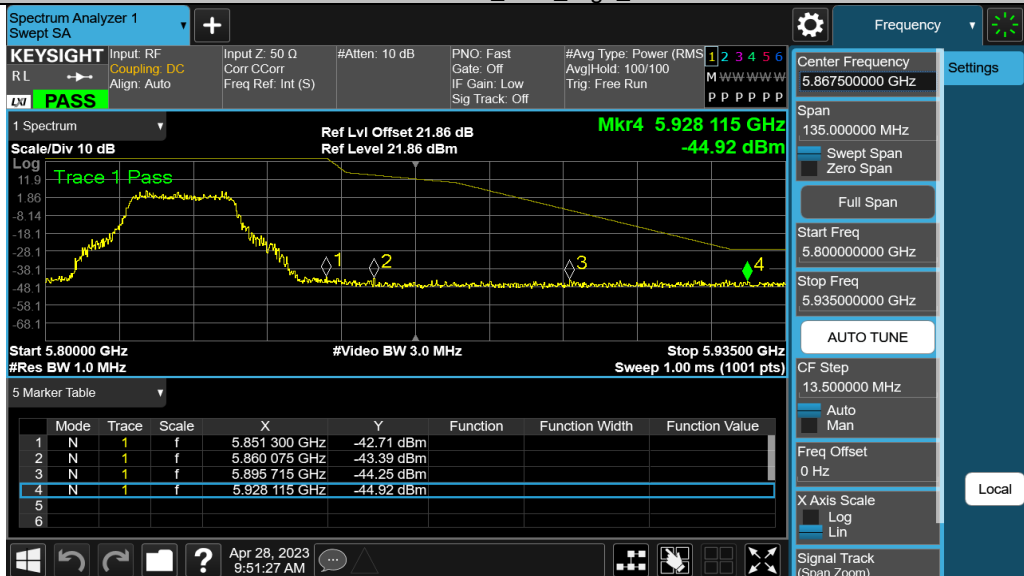 Spectrum Analyzer 1
Swept SA
+
Frequency
KEYSIGHT
RL
LXI
PASS
Input: RF
Coupling: DC
Align: Auto
Input Z: 50 Ω
Corr CCorr
Freq Ref: Int (S)
#Atten: 10 dB
PNO: Fast
Gate: Off
IF Gain: Low
Sig Track: Off
#Avg Type: Power (RMS
Avg|Hold: 100/100
Trig: Free Run
1 2 3 4 5 6
M W W W W W
P P P P P P
1 Spectrum
Scale/Div 10 dB
Ref Lvl Offset 21.86 dB
Ref Level 21.86 dBm
Mkr4 5.928 115 GHz
-44.92 dBm
Log
Trace 1 Pass
11.9
1.86
-8.14
-18.1
-28.1
-38.1
-48.1
-58.1
-68.1
1
2
3
4
Start 5.80000 GHz
#Video BW 3.0 MHz
Stop 5.93500 GHz
#Res BW 1.0 MHz
Sweep 1.00 ms (1001 pts)
5 Marker Table
Mode Trace Scale X Y Function Function Width Function Value
1 N 1 f 5.851 300 GHz -42.71 dBm
2 N 1 f 5.860 075 GHz -43.39 dBm
3 N 1 f 5.895 715 GHz -44.25 dBm
4 N 1 f 5.928 115 GHz -44.92 dBm
5
6
?
Apr 28, 2023
9:51:27 AM
Center Frequency
5.867500000 GHz
Span
135.000000 MHz
Swept Span
Zero Span
Full Span
Start Freq
5.800000000 GHz
Stop Freq
5.935000000 GHz
AUTO TUNE
CF Step
13.500000 MHz
Auto
Man
Freq Offset
0 Hz
X Axis Scale
Log
Lin
Signal Track
(Span Zoom)
Settings
Local